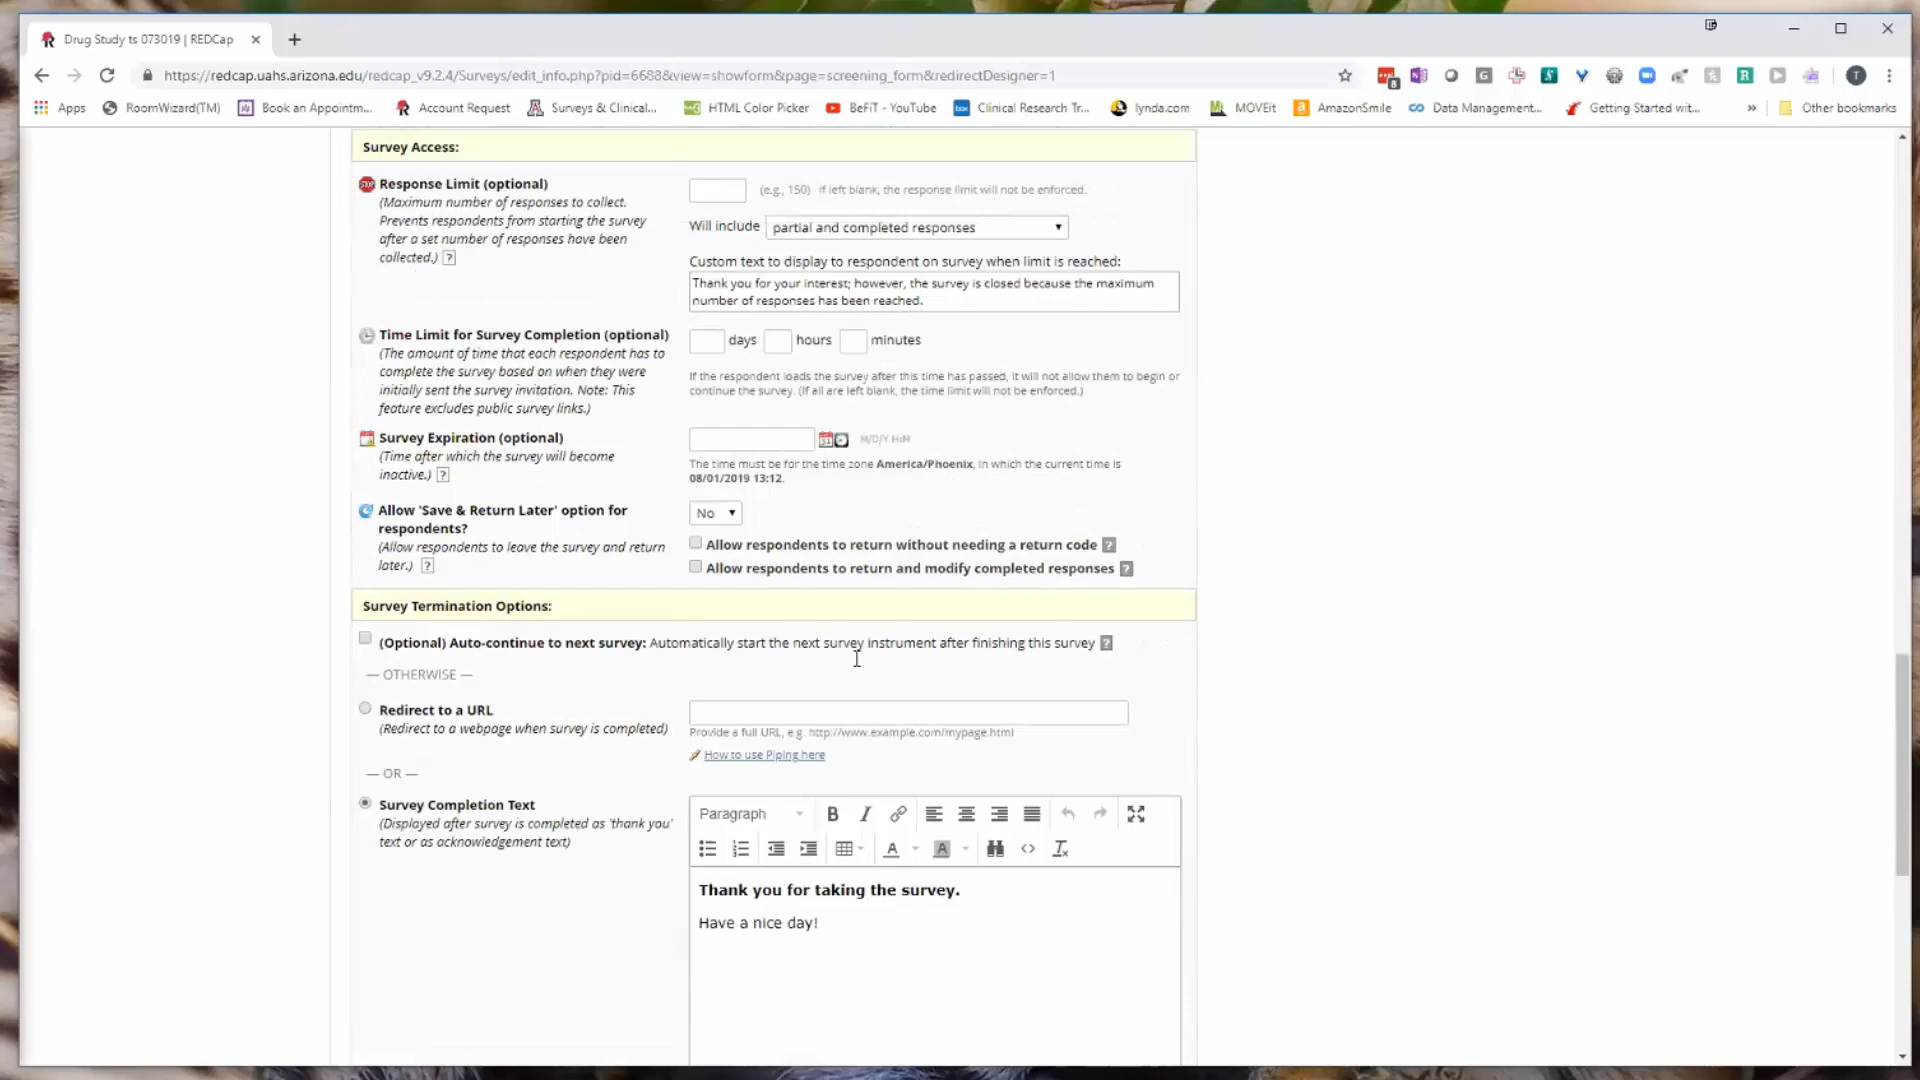 Drug Study ts 073019 | REDCap
https://redcap.uahs.arizona.edu/redcap_v9.2.4/Surveys/edit_info.php?pid=6688&view=showform&page=screening_form&redirectDesigner=1
8
T
Apps RoomWizard(TM) Book an Appointm... Account Request Surveys & Clinical... HTML Color Picker BeFiT - YouTube Clinical Research Tr... lynda.com MOVEit AmazonSmile Data Management... Getting Started wit... » Other bookmarks
Survey Access:
Response Limit (optional)
(Maximum number of responses to collect.
Prevents respondents from starting the survey
after a set number of responses have been
collected.) ?
(e.g., 150) If left blank, the response limit will not be enforced.
Will include partial and completed responses
Custom text to display to respondent on survey when limit is reached:
Thank you for your interest; however, the survey is closed because the maximum
number of responses has been reached.
Time Limit for Survey Completion (optional)
(The amount of time that each respondent has to
complete the survey based on when they were
initially sent the survey invitation. Note: This
feature excludes public survey links.)
days hours minutes
If the respondent loads the survey after this time has passed, it will not allow them to begin or
continue the survey. (If all are left blank, the time limit will not be enforced.)
Survey Expiration (optional)
(Time after which the survey will become
inactive.) ?
M/D/Y H:M
The time must be for the time zone America/Phoenix, in which the current time is
08/01/2019 13:12.
Allow 'Save & Return Later' option for
respondents?
(Allow respondents to leave the survey and return
later.) ?
No
Allow respondents to return without needing a return code ?
Allow respondents to return and modify completed responses ?
Survey Termination Options:
(Optional) Auto-continue to next survey: Automatically start the next survey instrument after finishing this survey ?
— OTHERWISE —
Redirect to a URL
(Redirect to a webpage when survey is completed)
Provide a full URL, e.g. http://www.example.com/mypage.html
How to use Piping here
— OR —
Survey Completion Text
(Displayed after survey is completed as 'thank you'
text or as acknowledgement text)
Paragraph
Thank you for taking the survey.
Have a nice day!